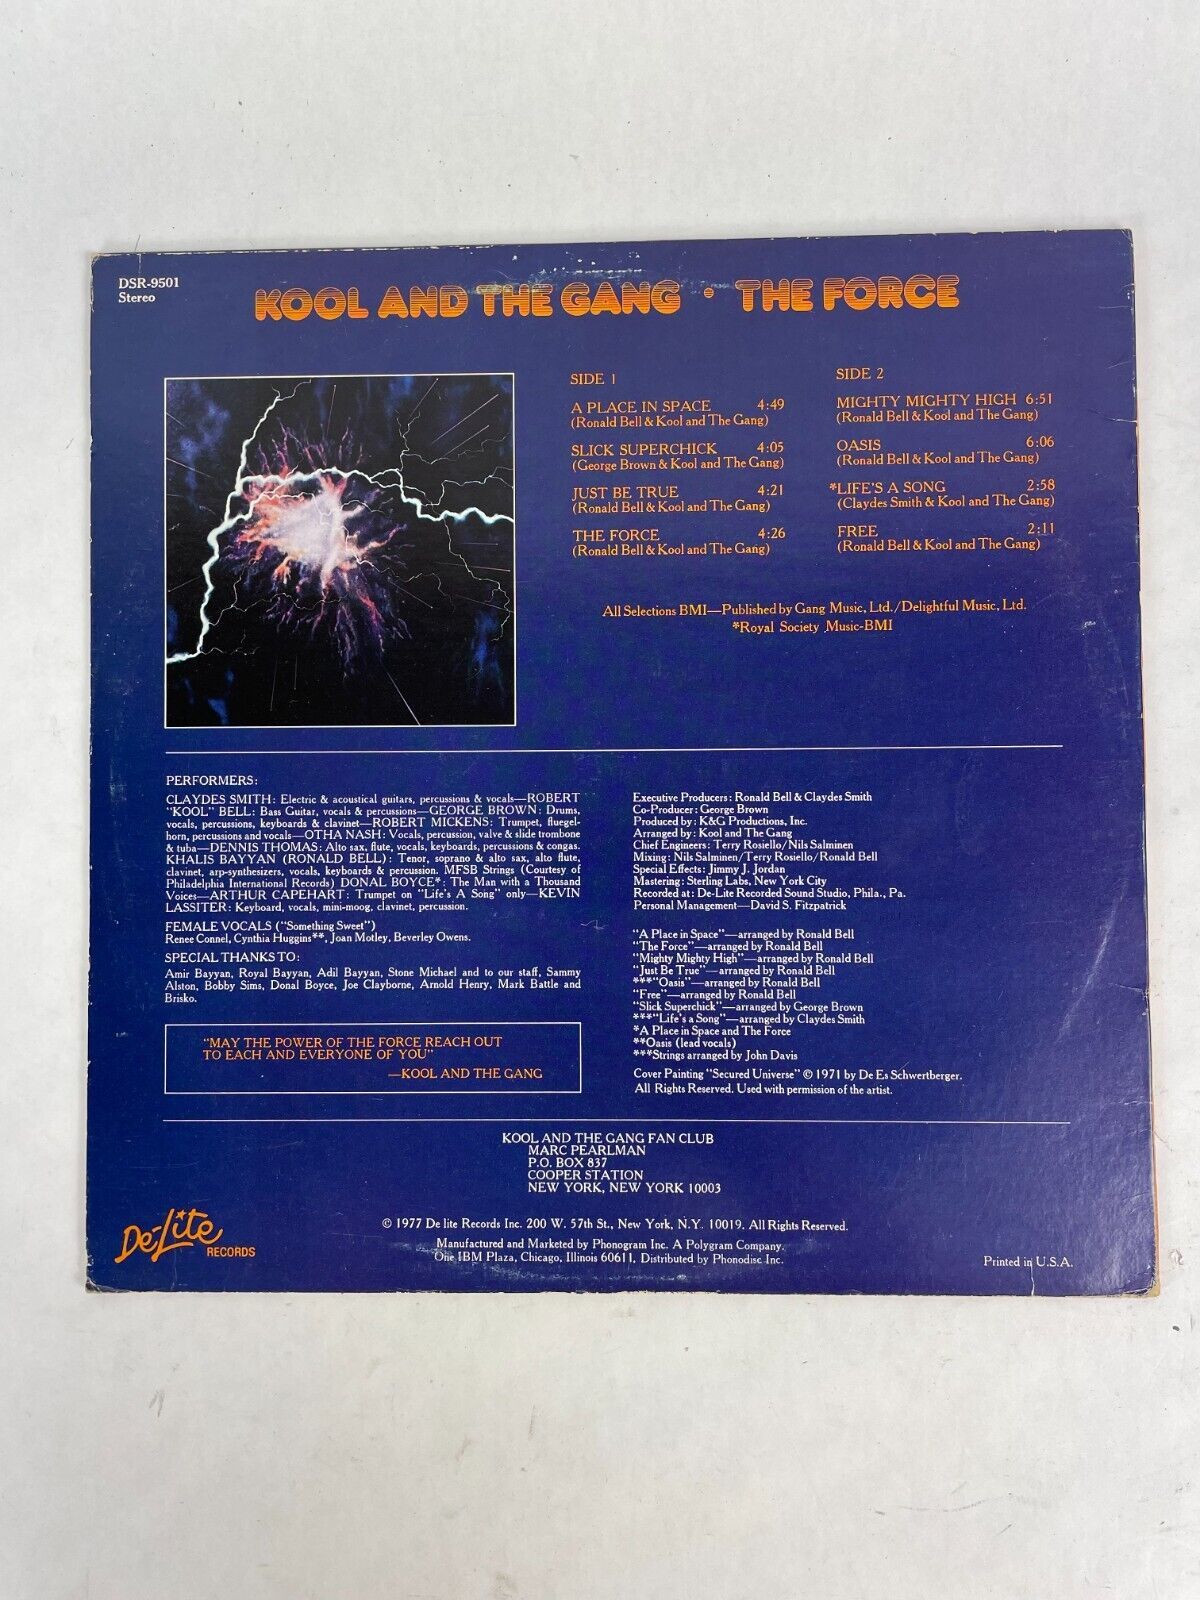 DSR-9501
Stereo
KOOL AND THE GANG • THE FORCE
SIDE 1
A PLACE IN SPACE 4:49
(Ronald Bell & Kool and The Gang)
SLICK SUPERCHICK 4:05
(George Brown & Kool and The Gang)
JUST BE TRUE 4:21
(Ronald Bell & Kool and The Gang)
THE FORCE 4:26
(Ronald Bell & Kool and The Gang)
SIDE 2
MIGHTY MIGHTY HIGH 6:51
(Ronald Bell & Kool and The Gang)
OASIS 6:06
(Ronald Bell & Kool and The Gang)
*LIFE'S A SONG 2:58
(Claydes Smith & Kool and The Gang)
FREE 2:11
(Ronald Bell & Kool and The Gang)
All Selections BMI—Published by Gang Music, Ltd./Delightful Music, Ltd.
*Royal Society Music-BMI
PERFORMERS:
CLAYDES SMITH: Electric & acoustical guitars, percussions & vocals—ROBERT
"KOOL" BELL: Bass Guitar, vocals & percussions—GEORGE BROWN: Drums,
vocals, percussions, keyboards & clavinet—ROBERT MICKENS: Trumpet, fluegel-
horn, percussions and vocals—OTHA NASH: Vocals, percussion, valve & slide trombone
& tuba—DENNIS THOMAS: Alto sax, flute, vocals, keyboards, percussions & congas.
KHALIS BAYYAN (RONALD BELL): Tenor, soprano & alto sax, alto flute,
clavinet, arp-synthesizers, vocals, keyboards & percussion. MFSB Strings (Courtesy of
Philadelphia International Records) DONAL BOYCE*: The Man with a Thousand
Voices—ARTHUR CAPEHART: Trumpet on "Life's A Song" only—KEVIN
LASSITER: Keyboard, vocals, mini-moog, clavinet, percussion.
FEMALE VOCALS ("Something Sweet")
Renee Connel, Cynthia Huggins**, Joan Motley, Beverley Owens.
SPECIAL THANKS TO:
Amir Bayyan, Royal Bayyan, Adil Bayyan, Stone Michael and to our staff, Sammy
Alston, Bobby Sims, Donal Boyce, Joe Clayborne, Arnold Henry, Mark Battle and
Brisko.
"MAY THE POWER OF THE FORCE REACH OUT
TO EACH AND EVERYONE OF YOU"
—KOOL AND THE GANG
Executive Producers: Ronald Bell & Claydes Smith
Co-Producer: George Brown
Produced by: K&G Productions, Inc.
Arranged by: Kool and The Gang
Chief Engineers: Terry Rosiello/Nils Salminen
Mixing: Nils Salminen/Terry Rosiello/Ronald Bell
Special Effects: Jimmy J. Jordan
Mastering: Sterling Labs, New York City
Recorded at: De-Lite Recorded Sound Studio, Phila., Pa.
Personal Management—David S. Fitzpatrick
"A Place in Space"—arranged by Ronald Bell
"The Force"—arranged by Ronald Bell
"Mighty Mighty High"—arranged by Ronald Bell
"Just Be True"—arranged by Ronald Bell
***"Oasis"—arranged by Ronald Bell
"Free"—arranged by Ronald Bell
"Slick Superchick"—arranged by George Brown
***"Life's a Song"—arranged by Claydes Smith
*A Place in Space and The Force
**Oasis (lead vocals)
***Strings arranged by John Davis
Cover Painting "Secured Universe" © 1971 by De Es Schwertberger.
All Rights Reserved. Used with permission of the artist.
KOOL AND THE GANG FAN CLUB
MARC PEARLMAN
P.O. BOX 837
COOPER STATION
NEW YORK, NEW YORK 10003
De-Lite
RECORDS
© 1977 De lite Records Inc. 200 W. 57th St., New York, N.Y. 10019. All Rights Reserved.
Manufactured and Marketed by Phonogram Inc. A Polygram Company.
One IBM Plaza, Chicago, Illinois 60611. Distributed by Phonodisc Inc.
Printed in U.S.A.